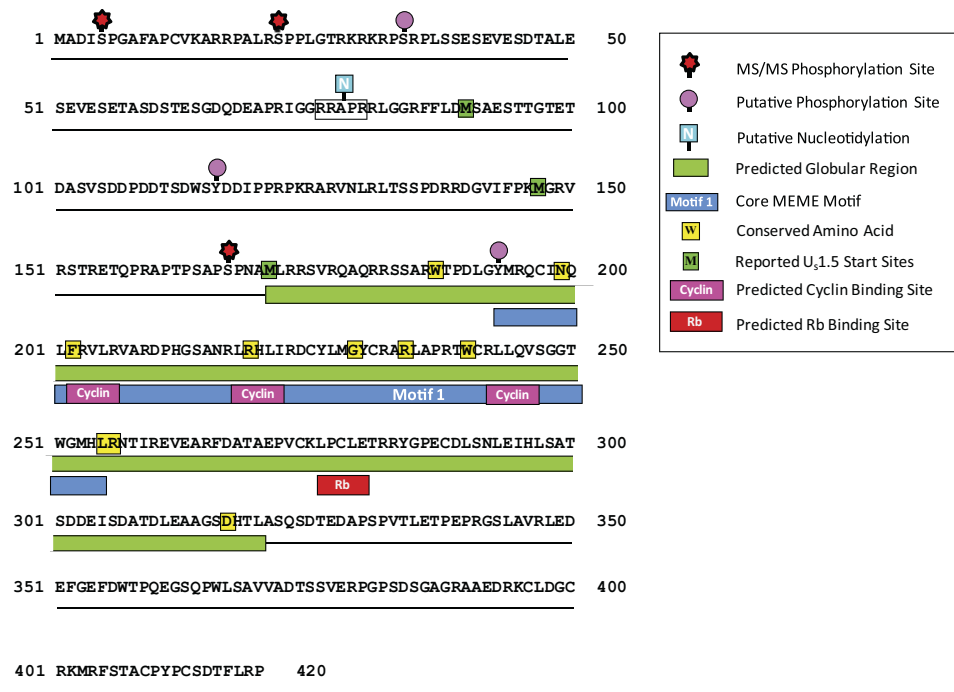 1 MADISPGAFAPCVKARRPALRSPPLGTRKRKRPSRPLSSESEVESDTALE 50
N
51 SEVESETASDSTESGDQDEAPRIGGRRAPRRLGGRFFLDMSAESTTGTET 100
101 DASVSDDPDDTSDWSYDDIPPRPKRARVNLRLTSSPDRRDGVIFPKMGRV 150
151 RSTRETQPRAPTPSAPSPNAMLRRSVRQAQRRSSARWTPDLGYMRQCINQ 200
201 LFRVLRVARDPHGSANRLRHLIRDCYLMGYCRARLAPRTWCRLLQVSGGT 250
Cyclin Cyclin Motif 1 Cyclin
251 WGMHLRNTIREVEARFDATAEPVCKLPCLETRRYGPECDLSNLEIHLSAT 300
Rb
301 SDDEISDATDLEAAGSDHTLASQSDTEDAPSPVTLETPEPRGSLAVRLED 350
351 EFGEFDWTPQEGSQPWLSAVVADTSSVERPGPSDSGAGRAAEDRKCLDGC 400
401 RKMRFSTACPYPCSDTFLRP 420
MS/MS Phosphorylation Site
Putative Phosphorylation Site
N Putative Nucleotidylation
Predicted Globular Region
Motif 1 Core MEME Motif
W Conserved Amino Acid
M Reported US1.5 Start Sites
Cyclin Predicted Cyclin Binding Site
Rb Predicted Rb Binding Site